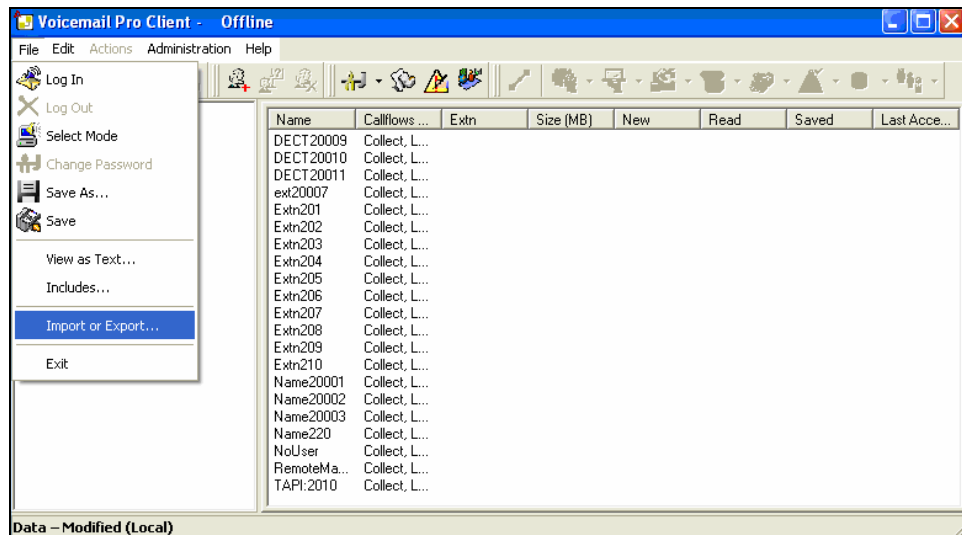 Voicemail Pro Client - Offline
File Edit Actions Administration Help
Log In
Log Out
Select Mode
Change Password
Save As...
Save
View as Text...
Includes...
Import or Export...
Exit
Name Callflows ... Extn Size (MB) New Read Saved Last Acce...
DECT20009 Collect, L...
DECT20010 Collect, L...
DECT20011 Collect, L...
ext20007 Collect, L...
Extn201 Collect, L...
Extn202 Collect, L...
Extn203 Collect, L...
Extn204 Collect, L...
Extn205 Collect, L...
Extn206 Collect, L...
Extn207 Collect, L...
Extn208 Collect, L...
Extn209 Collect, L...
Extn210 Collect, L...
Name20001 Collect, L...
Name20002 Collect, L...
Name20003 Collect, L...
Name220 Collect, L...
NoUser Collect, L...
RemoteMa... Collect, L...
TAPI:2010 Collect, L...
Data – Modified (Local)